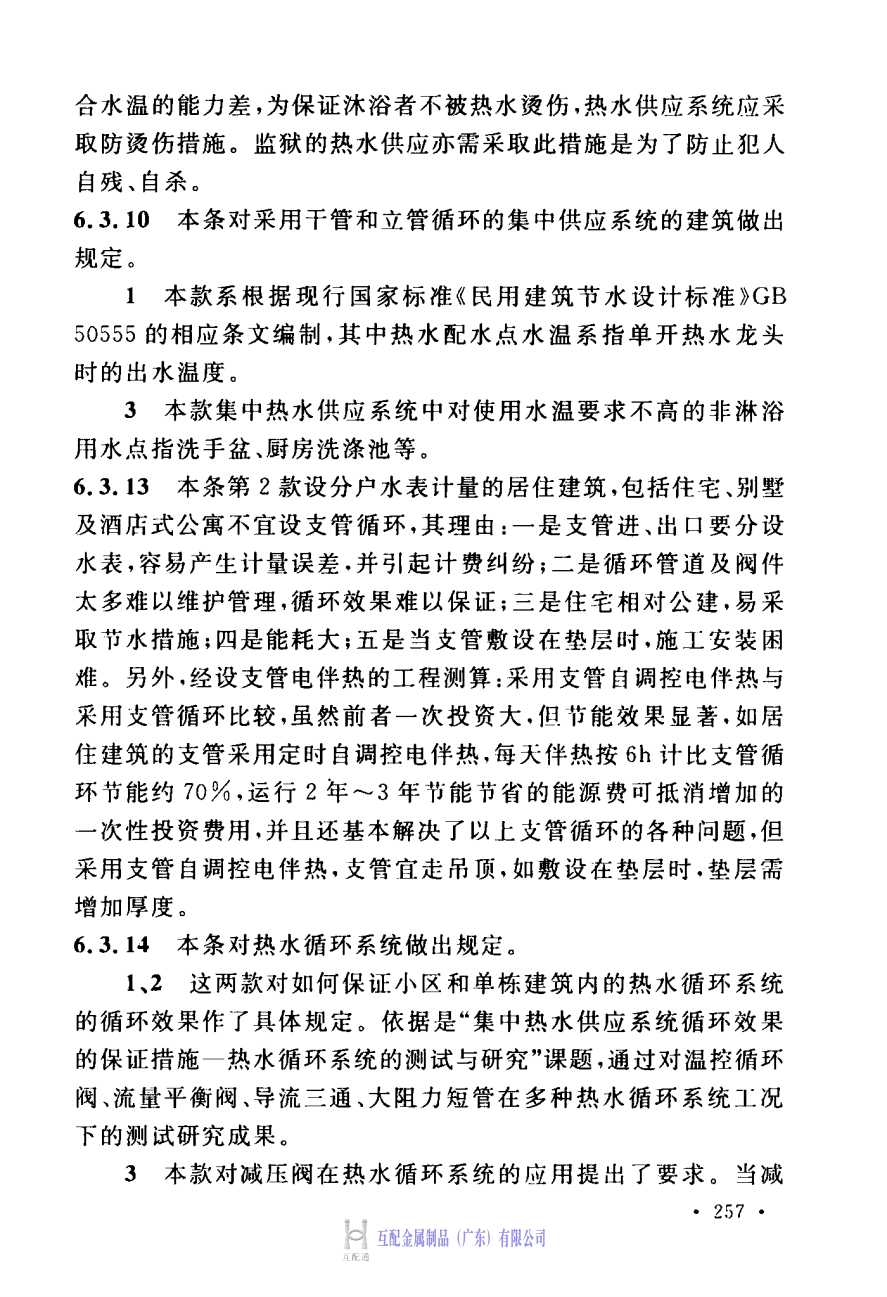 合水温的能力差,为保证沐浴者不被热水烫伤,热水供应系统应采
取防烫伤措施。监狱的热水供应亦需采取此措施是为了防止犯人
自残、自杀。
6.3.10 本条对采用干管和立管循环的集中供应系统的建筑做出
规定。
1 本款系根据现行国家标准《民用建筑节水设计标准》GB
50555 的相应条文编制,其中热水配水点水温系指单开热水龙头
时的出水温度。
3 本款集中热水供应系统中对使用水温要求不高的非淋浴
用水点指洗手盆、厨房洗涤池等。
6.3.13 本条第 2 款设分户水表计量的居住建筑,包括住宅、别墅
及酒店式公寓不宜设支管循环,其理由:一是支管进、出口要分设
水表,容易产生计量误差,并引起计费纠纷;二是循环管道及阀件
太多难以维护管理,循环效果难以保证;三是住宅相对公建,易采
取节水措施;四是能耗大;五是当支管敷设在垫层时,施工安装困
难。另外,经设支管电伴热的工程测算:采用支管自调控电伴热与
采用支管循环比较,虽然前者一次投资大,但节能效果显著,如居
住建筑的支管采用定时自调控电伴热,每天伴热按 6h 计比支管循
环节能约 70%,运行 2 年~3 年节能节省的能源费可抵消增加的
一次性投资费用,并且还基本解决了以上支管循环的各种问题,但
采用支管自调控电伴热,支管宜走吊顶,如敷设在垫层时,垫层需
增加厚度。
6.3.14 本条对热水循环系统做出规定。
1、2 这两款对如何保证小区和单栋建筑内的热水循环系统
的循环效果作了具体规定。依据是“集中热水供应系统循环效果
的保证措施—热水循环系统的测试与研究”课题,通过对温控循环
阀、流量平衡阀、导流三通、大阻力短管在多种热水循环系统工况
下的测试研究成果。
3 本款对减压阀在热水循环系统的应用提出了要求。当减
• 257 •
互配金属制品(广东)有限公司
互配通